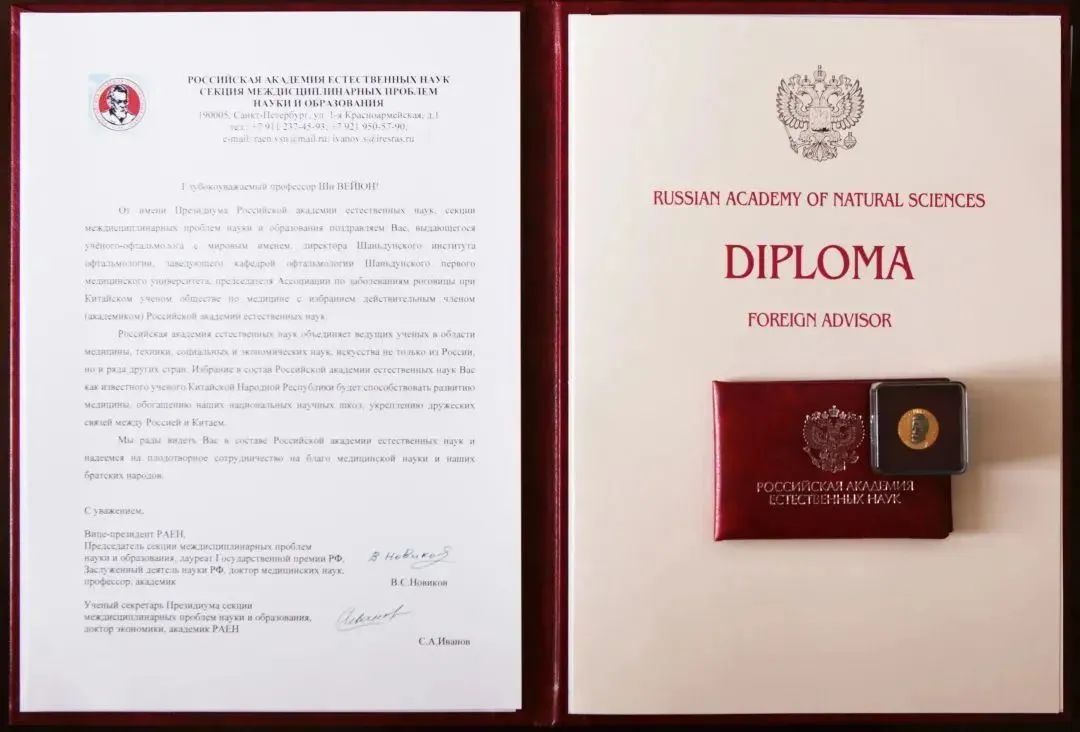 РОССИЙСКАЯ АКАДЕМИЯ ЕСТЕСТВЕННЫХ НАУК
СЕКЦИЯ МЕЖДИСЦИПЛИНАРНЫХ ПРОБЛЕМ
НАУКИ И ОБРАЗОВАНИЯ
190005, Санкт-Петербург, ул. 1-я Красноармейская, д.1
тел.: +7 911 237-45-93, +7 921 950-57-90,
e-mail: raen.vsn@mail.ru, ivanov.s@iresras.ru
Глубокоуважаемый профессор Ши ВЕЙЮН!
От имени Президиума Российской академии естественных наук, секции
междисциплинарных проблем науки и образования поздравляем Вас, выдающегося
учёного-офтальмолога с мировым именем, директора Шаньдунского института
офтальмологии, заведующего кафедрой офтальмологии Шаньдунского первого
медицинского университета, председателя Ассоциации по заболеваниям роговицы при
Китайском ученом обществе по медицине с избранием действительным членом
(академиком) Российской академии естественных наук.
Российская академия естественных наук объединяет ведущих ученых в области
медицины, техники, социальных и экономических наук, искусства не только из России,
но и ряда других стран. Избрание в состав Российской академии естественных наук Вас
как известного ученого Китайской Народной Республики будет способствовать развитию
медицины, обогащению наших национальных научных школ, укреплению дружеских
связей между Россией и Китаем.
Мы рады видеть Вас в составе Российской академии естественных наук и
надеемся на плодотворное сотрудничество на благо медицинской науки и наших
братских народов.
С уважением,
Вице-президент РАЕН,
Председатель секции междисциплинарных проблем
науки и образования, лауреат Государственной премии РФ,
Заслуженный деятель науки РФ, доктор медицинских наук,
профессор, академик
В Новиков
В.С.Новиков
Ученый секретарь Президиума секции
междисциплинарных проблем науки и образования,
доктор экономики, академик РАЕН
С.А.Иванов
RUSSIAN ACADEMY OF NATURAL SCIENCES
DIPLOMA
FOREIGN ADVISOR
РОССИЙСКАЯ АКАДЕМИЯ
ЕСТЕСТВЕННЫХ НАУК